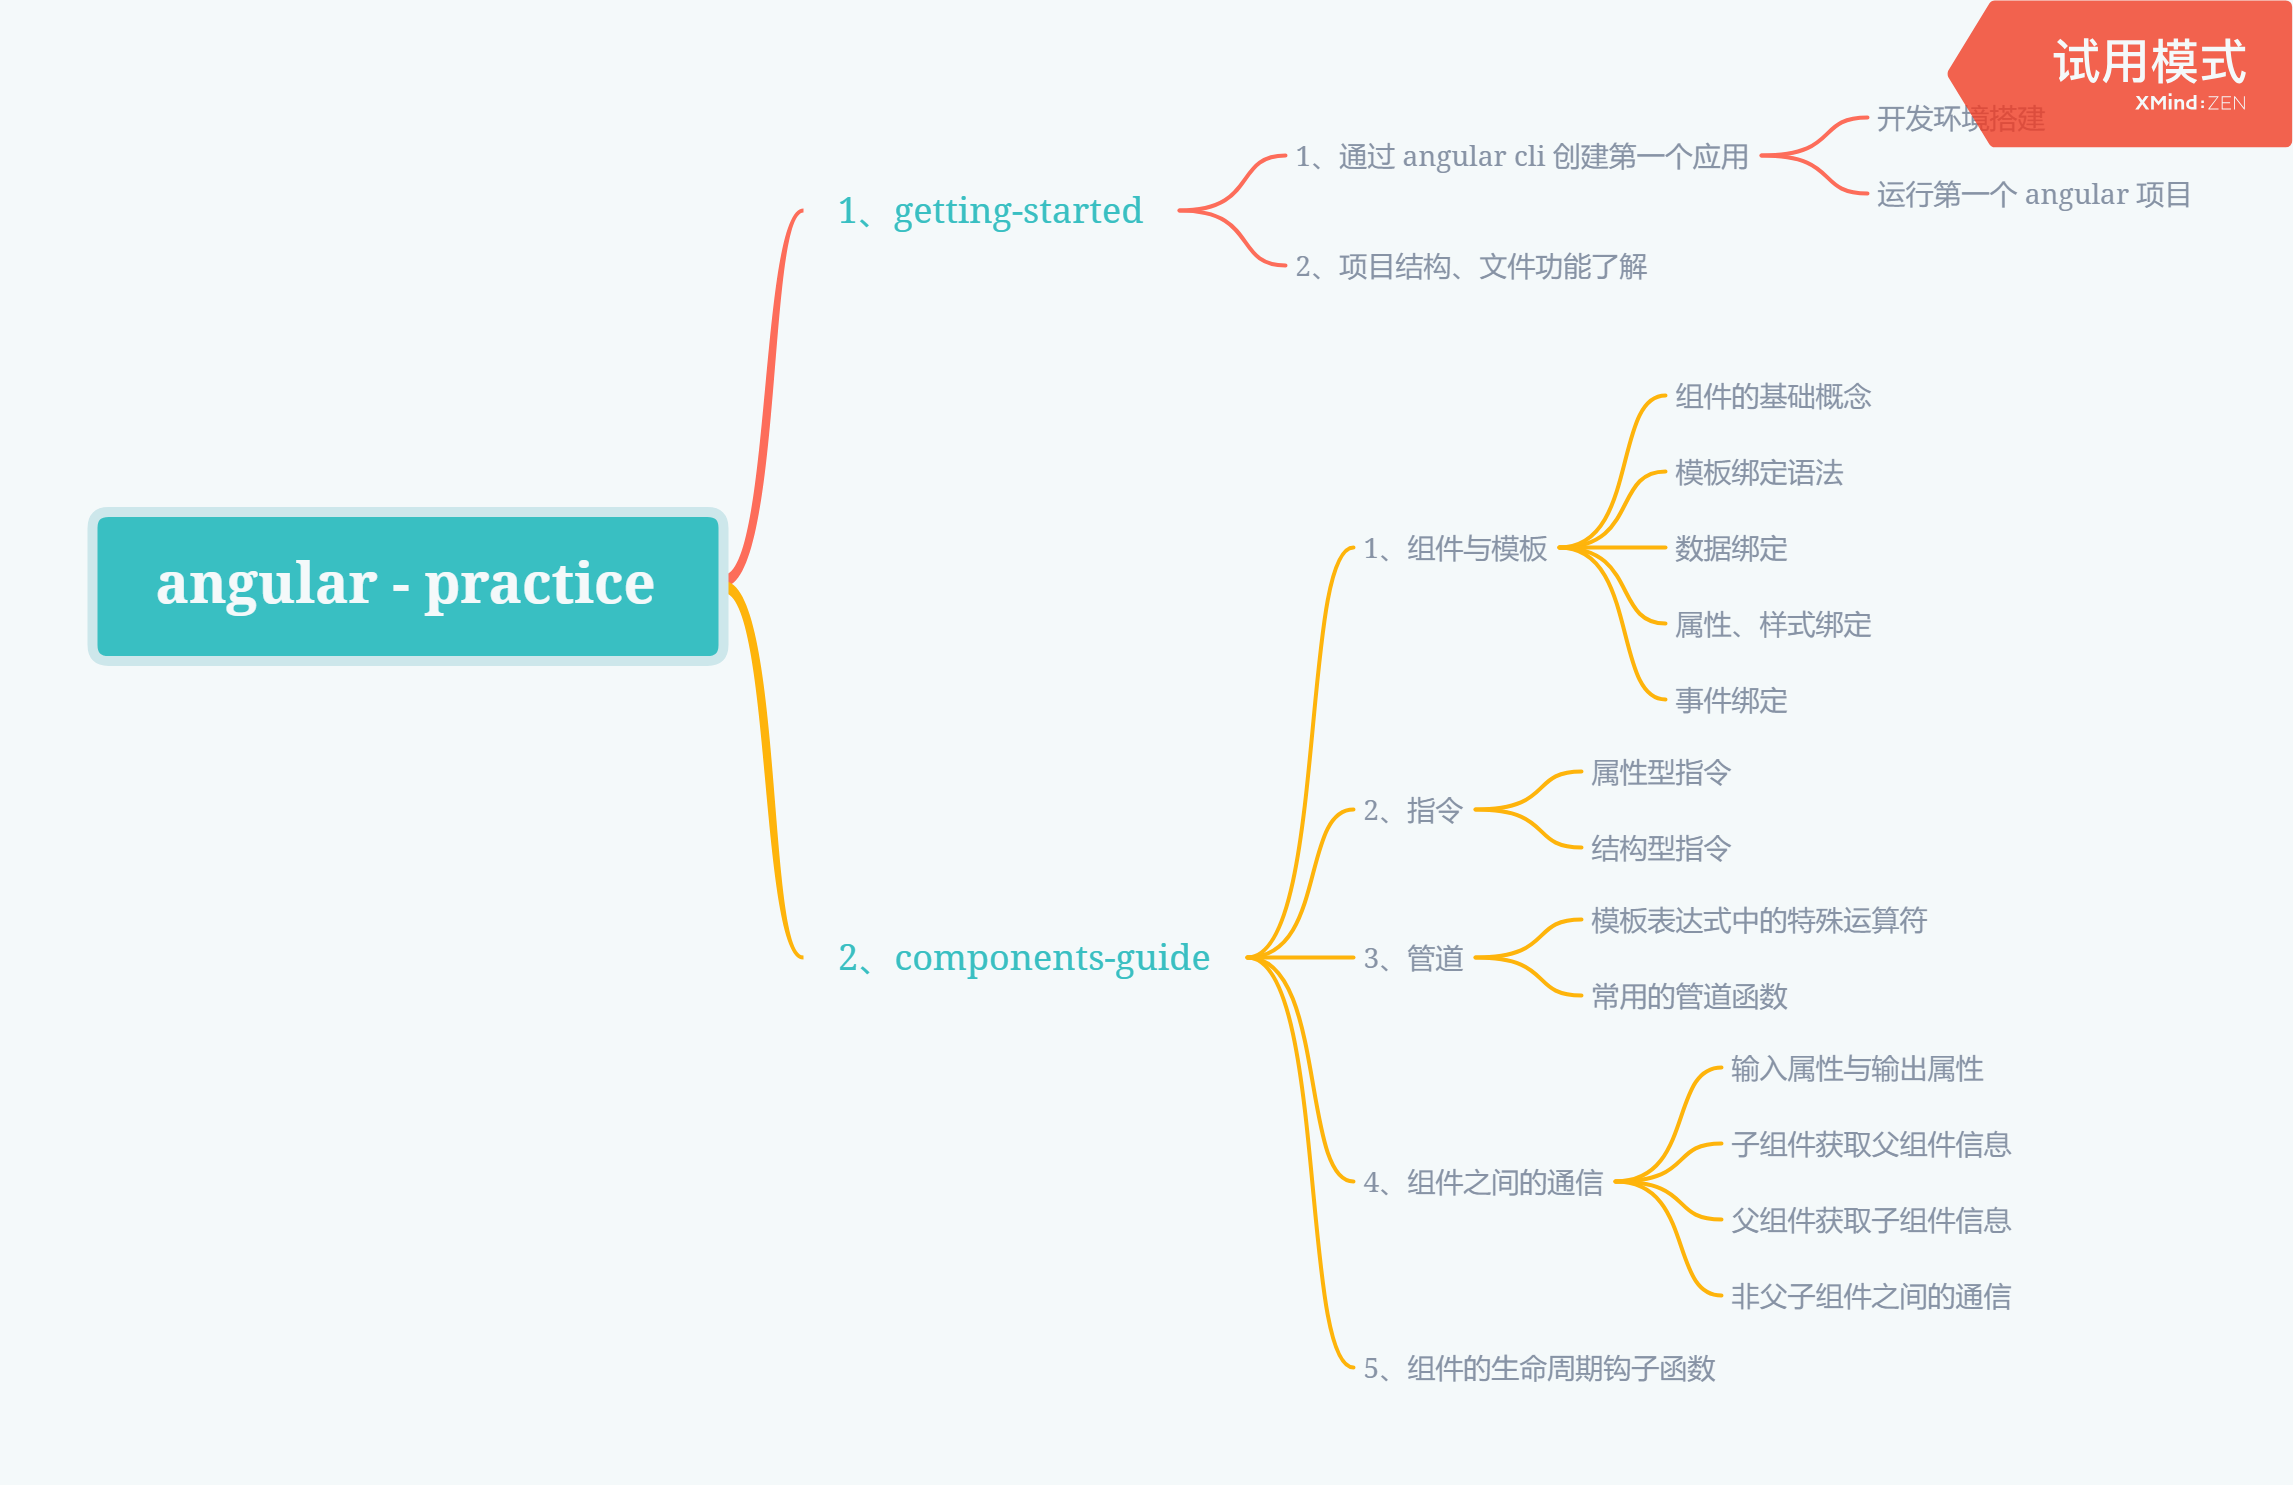 试用模式
XMind:ZEN
angular - practice
1、getting-started
1、通过 angular cli 创建第一个应用
开发环境搭建
运行第一个 angular 项目
2、项目结构、文件功能了解
2、components-guide
1、组件与模板
组件的基础概念
模板绑定语法
数据绑定
属性、样式绑定
事件绑定
2、指令
属性型指令
结构型指令
3、管道
模板表达式中的特殊运算符
常用的管道函数
4、组件之间的通信
输入属性与输出属性
子组件获取父组件信息
父组件获取子组件信息
非父子组件之间的通信
5、组件的生命周期钩子函数